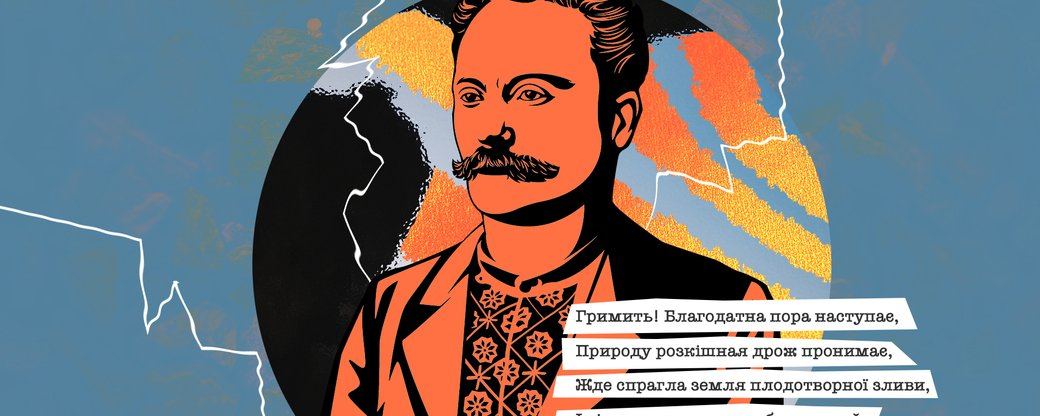 Гримить! Благодатна пора наступає,
Природу розкішная дрож пронимає,
Жде спрагла земля плодотворної зливи,